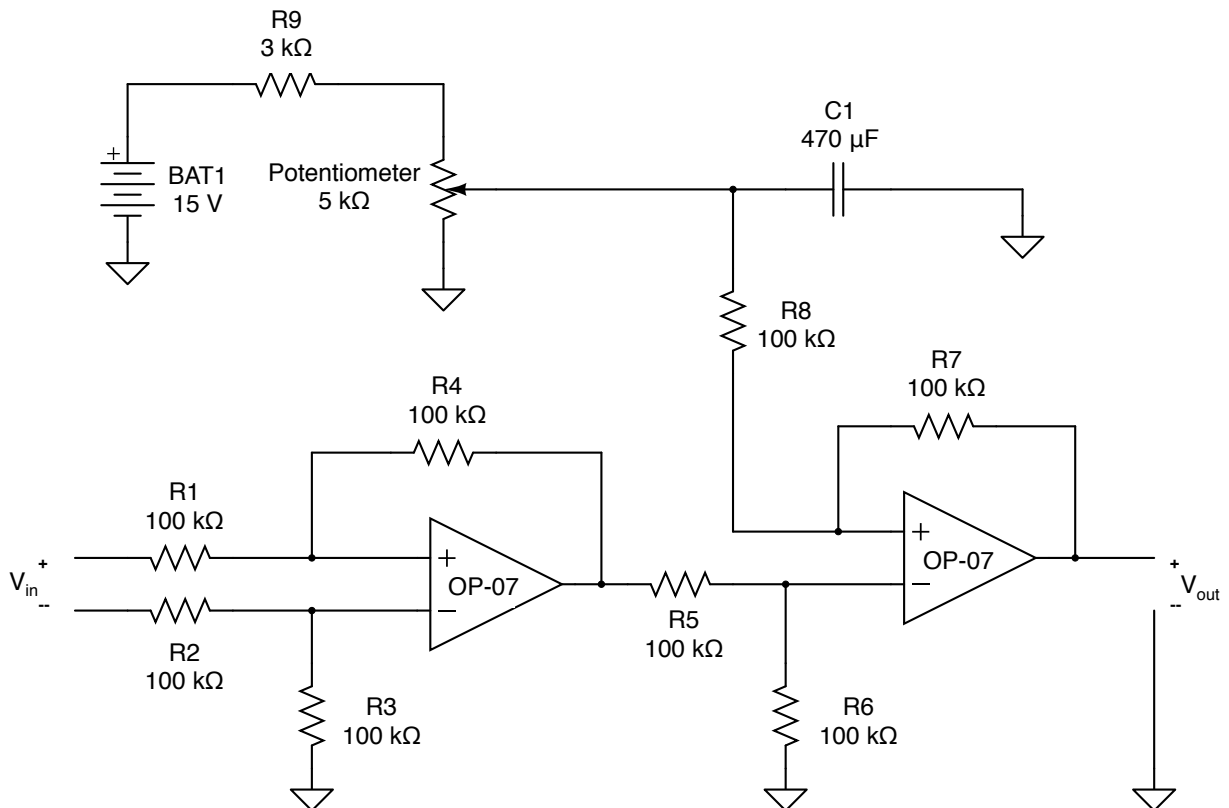 R9
3 kΩ
C1
470 µF
+
BAT1
15 V
Potentiometer
5 kΩ
R8
100 kΩ
R7
100 kΩ
R4
100 kΩ
R1
100 kΩ
+
OP-07
−
+
Vin
--
+
OP-07
−
+
Vout
--
R5
100 kΩ
R2
100 kΩ
R3
100 kΩ
R6
100 kΩ